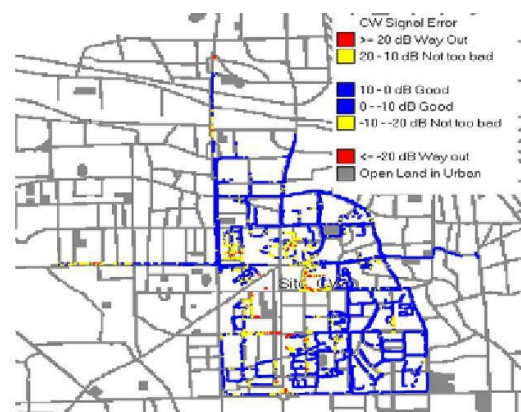 CW Signal Error
>= 20 dB Way Out
20 - 10 dB Not too bad
10 - 0 dB Good
0 - -10 dB Good
-10 - -20 dB Not too bad
<= -20 dB Way out
Open Land in Urban
Site